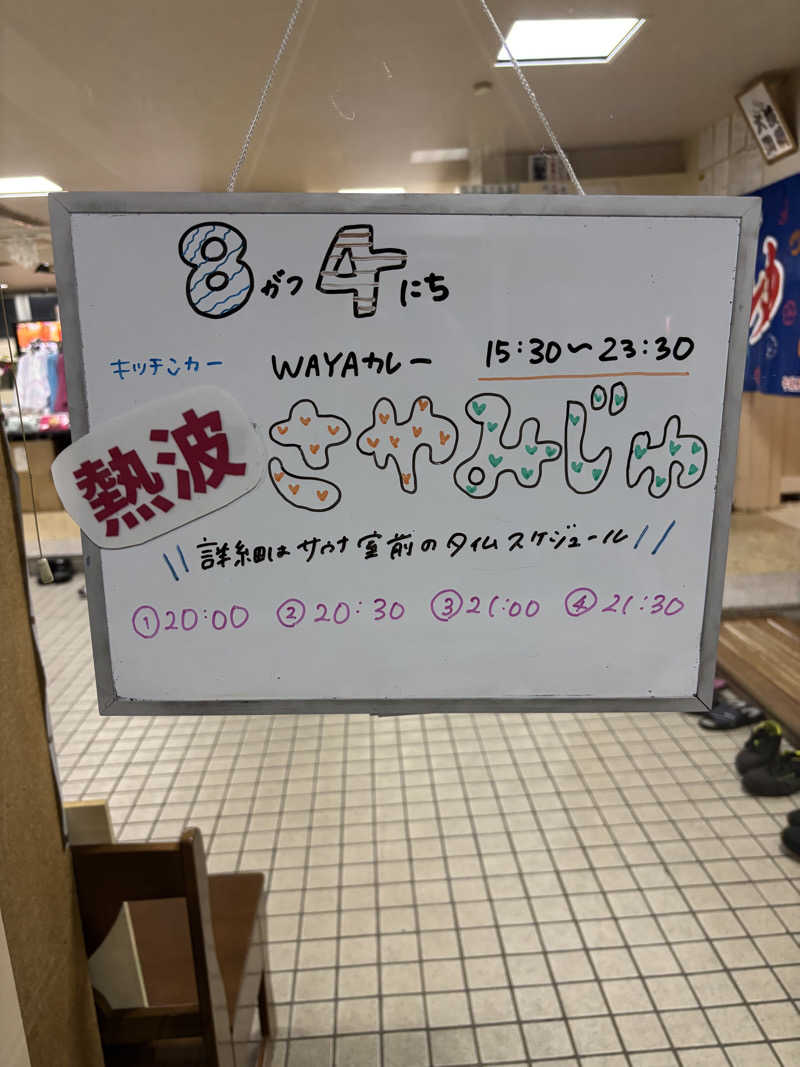 8がつ4にち
キッチンカー WAYAカレー 15:30〜23:30
熱波 さやみじゅ
\\ 詳細はサウナ室前のタイムスケジュール //
①20:00 ②20:30 ③21:00 ④21:30